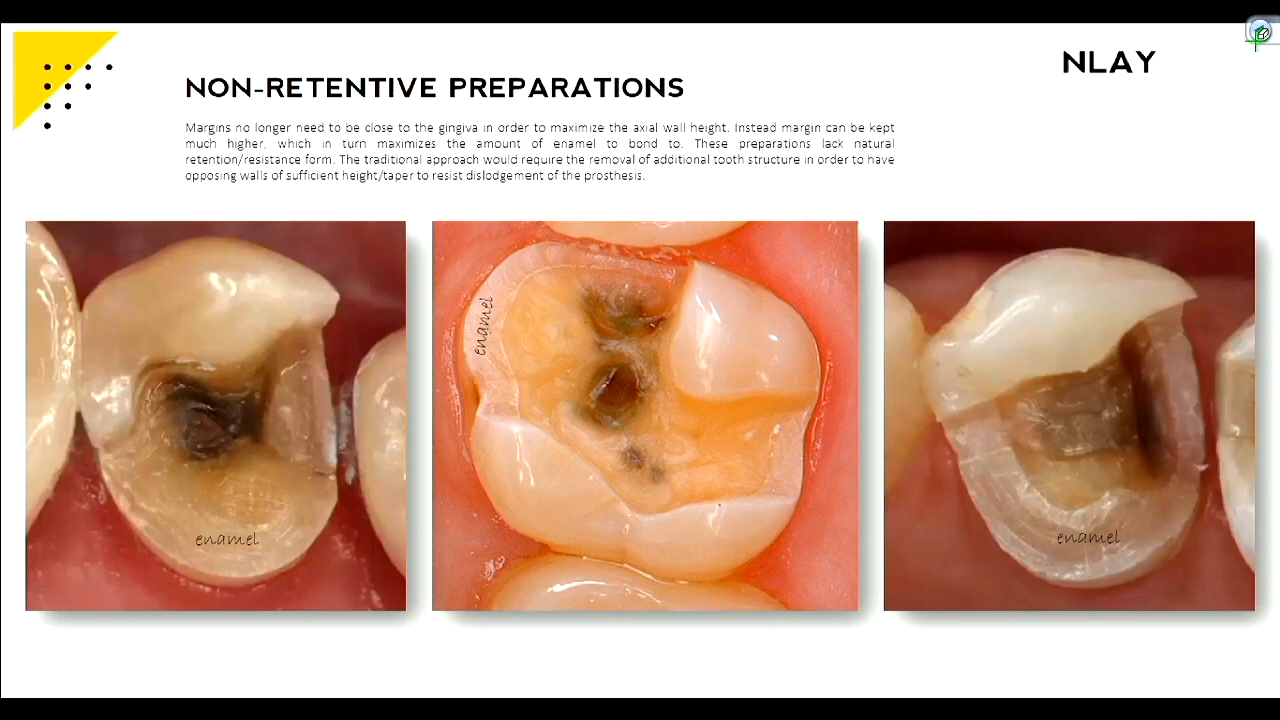 NLAY
NON-RETENTIVE PREPARATIONS
Margins no longer need to be close to the gingiva in order to maximize the axial wall height. Instead margin can be kept
much higher, which in turn maximizes the amount of enamel to bond to. These preparations lack natural
retention/resistance form. The traditional approach would require the removal of additional tooth structure in order to have
opposing walls of sufficient height/taper to resist dislodgement of the prosthesis.
enamel
enamel
enamel